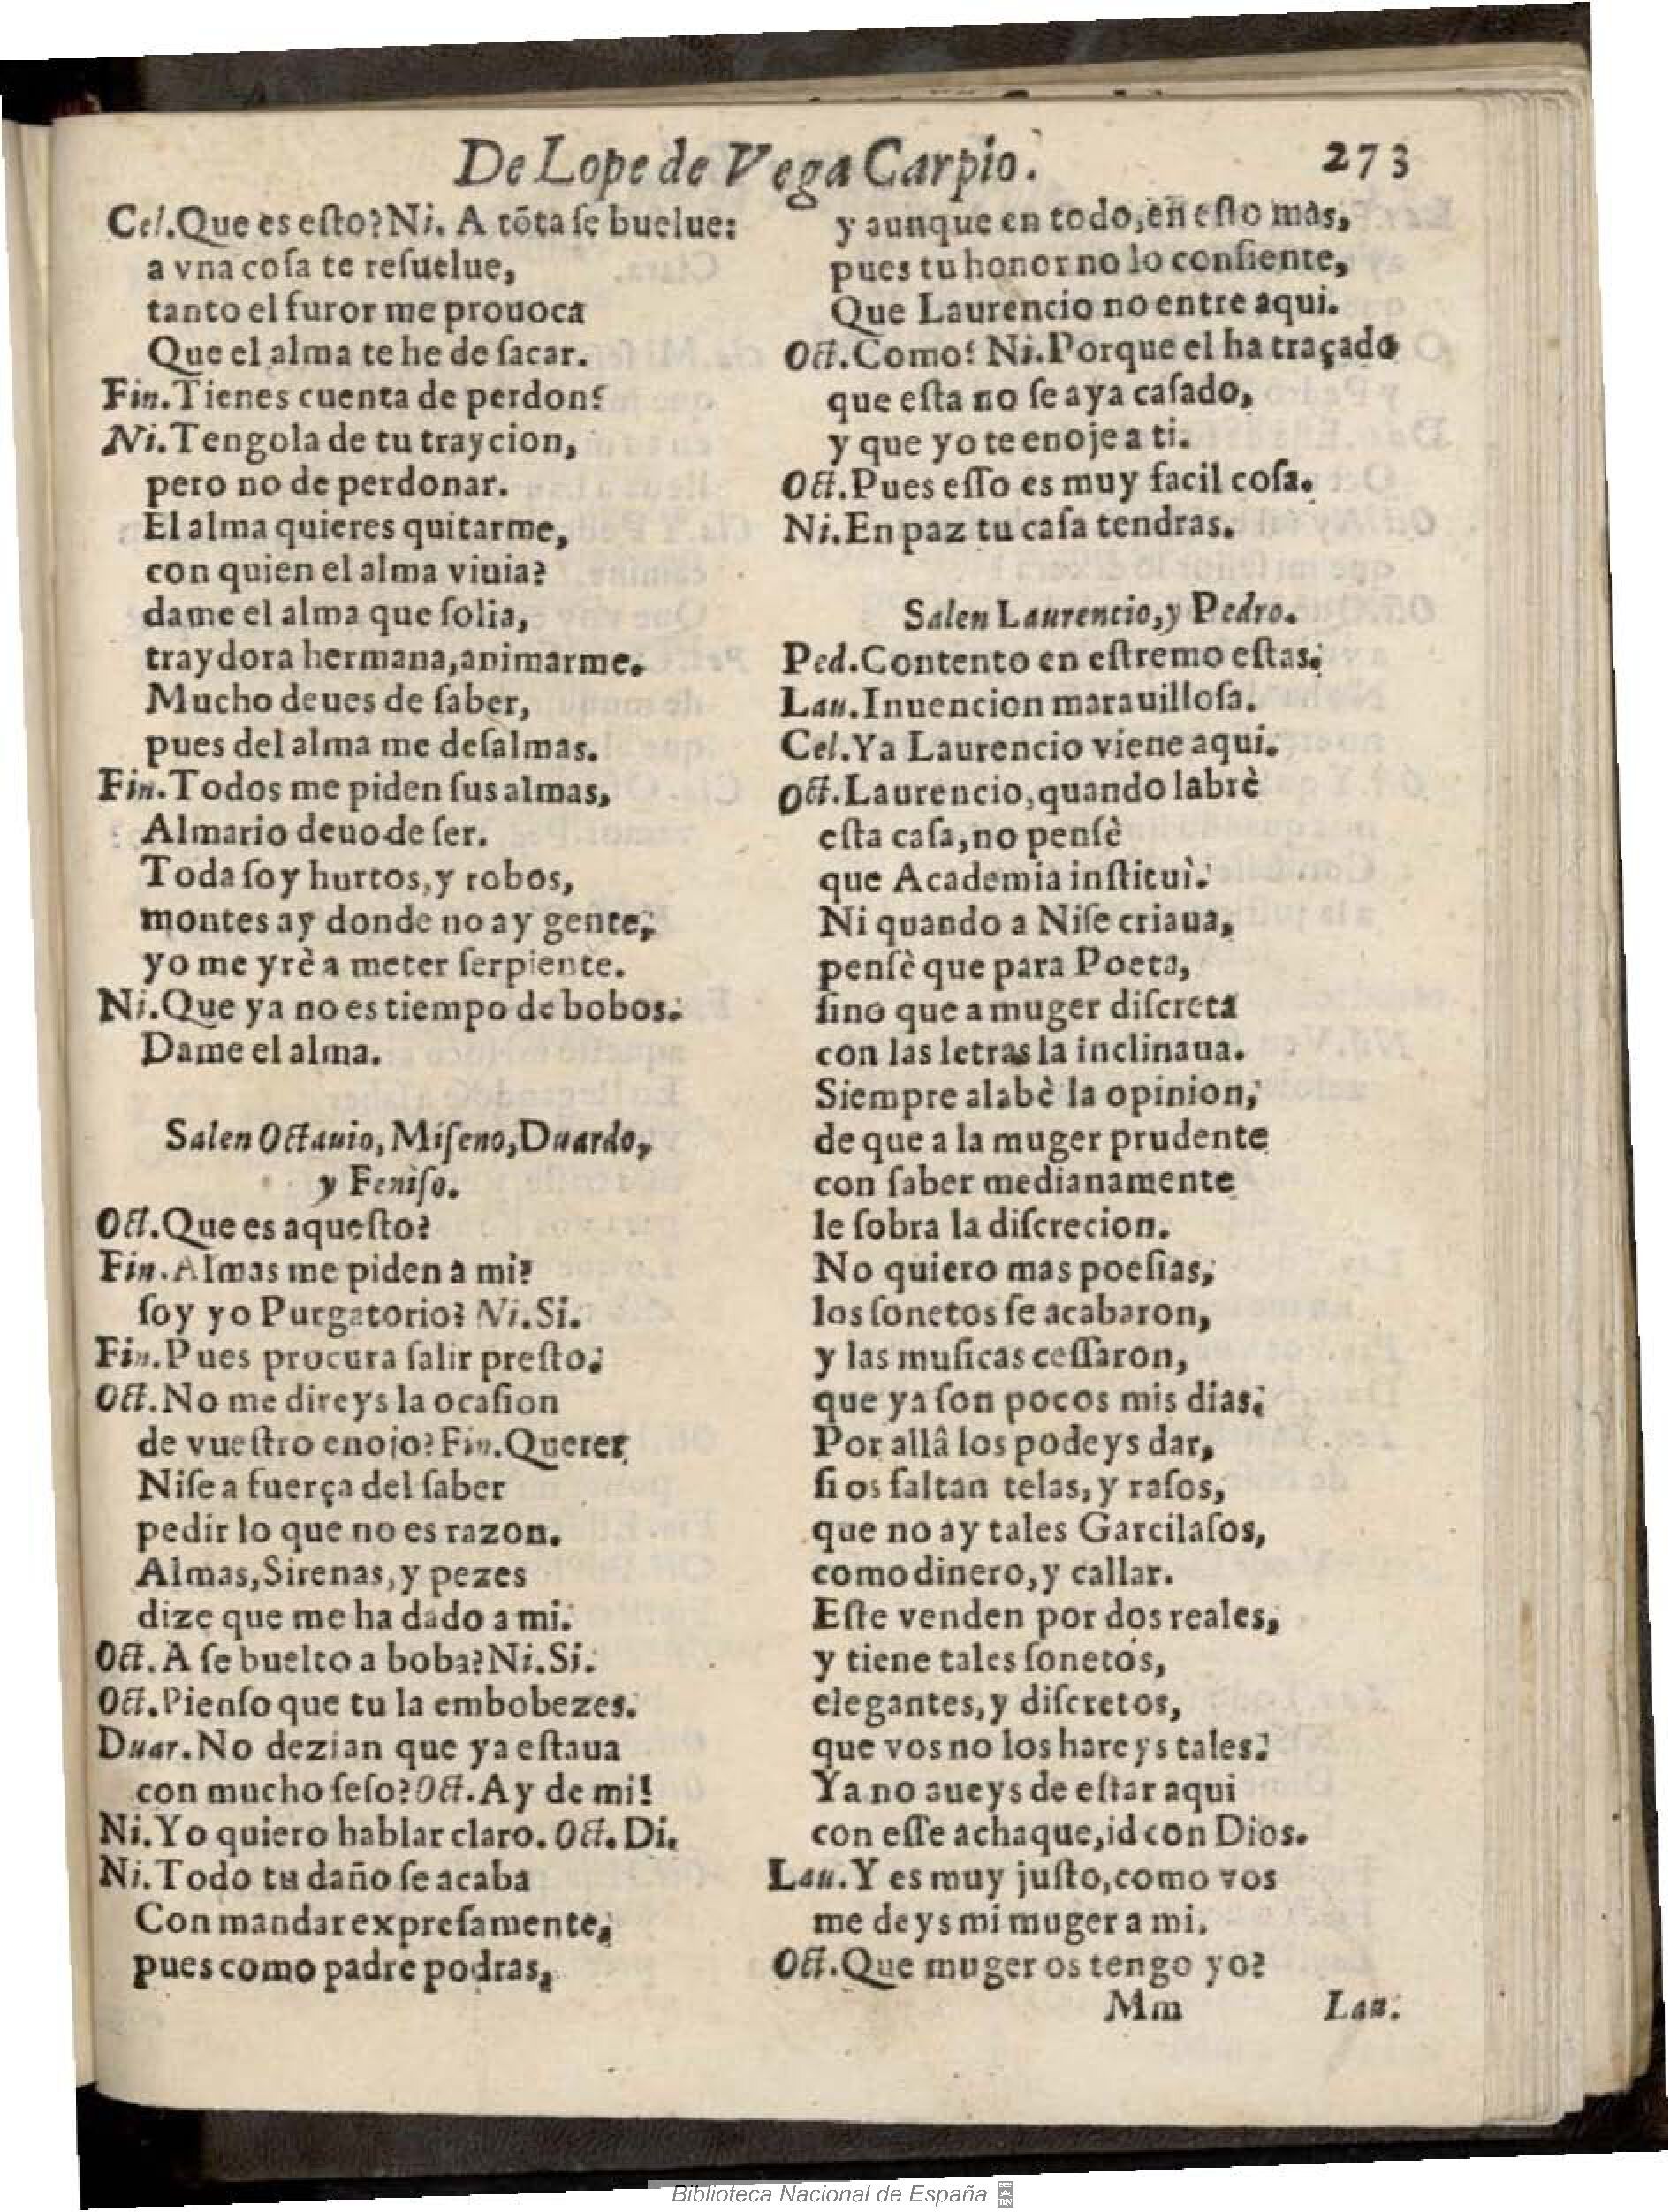 De Lope de Vega Carpio. 273
Cel.Que es eſto? Ni. A tõta ſe buelue:
a vna coſa te reſuelue,
tanto el furor me prouoca
Que el alma te he de ſacar.
Fin.Tienes cuenta de perdon?
Ni.Tengola de tu traycion,
pero no de perdonar.
El alma quieres quitarme,
con quien el alma viuia?
dame el alma que ſolia,
traydora hermana, animarme.
Mucho deues de ſaber,
pues del alma me deſalmas.
Fin.Todos me piden ſus almas,
Almario deuo de ſer.
Toda ſoy hurtos, y robos,
montes ay donde no ay gente,
yo me yrè a meter ſerpiente.
Ni.Que ya no es tiempo de bobos.
Dame el alma.
Salen Octauio, Miſeno, Duardo,
y Feniſo.
Oct.Que es aqueſto?
Fin.Almas me piden à mi?
ſoy yo Purgatorio? Ni.Si.
Fin.Pues procura ſalir preſto.
Oct.No me direys la ocaſion
de vueſtro enojo? Fin.Querer
Niſe a fuerça del ſaber
pedir lo que no es razon.
Almas, Sirenas, y pezes
dize que me ha dado a mi.
Oct.A ſe buelto a boba? Ni.Si.
Oct.Pienſo que tu la embobezes.
Duar.No dezian que ya eſtaua
con mucho ſeſo? Oct.Ay de mi!
Ni.Yo quiero hablar claro. Oct.Di.
Ni.Todo tu daño ſe acaba
Con mandar expreſamente,
pues como padre podras,
y aunque en todo, en eſto mas,
pues tu honor no lo conſiente,
Que Laurencio no entre aqui.
Oct.Como? Ni.Porque el ha traçado
que eſta no ſe aya caſado,
y que yo te enoje a ti.
Oct.Pues eſſo es muy facil coſa.
Ni.En paz tu caſa tendras.
Salen Laurencio, y Pedro.
Ped.Contento en eſtremo eſtas.
Lau.Inuencion marauilloſa.
Cel.Ya Laurencio viene aqui.
Oct.Laurencio, quando labrè
eſta caſa, no penſè
que Academia inſtituì.
Ni quando a Niſe criaua,
penſè que para Poeta,
ſino que a muger diſcreta
con las letras la inclinaua.
Siempre alabè la opinion,
de que a la muger prudente
con ſaber medianamente
le ſobra la diſcrecion.
No quiero mas poeſias,
los ſonetos ſe acabaron,
y las muſicas ceſſaron,
que ya ſon pocos mis dias.
Por allâ los podeys dar,
ſi os faltan telas, y raſos,
que no ay tales Garcilaſos,
como dinero, y callar.
Eſte venden por dos reales,
y tiene tales ſonetos,
elegantes, y diſcretos,
que vos no los hareys tales.
Ya no aueys de eſtar aqui
con eſſe achaque, id con Dios.
Lau.Y es muy juſto, como vos
me deys mi muger a mi.
Oct.Que muger os tengo yo?
Mm Lau.
Biblioteca Nacional de España